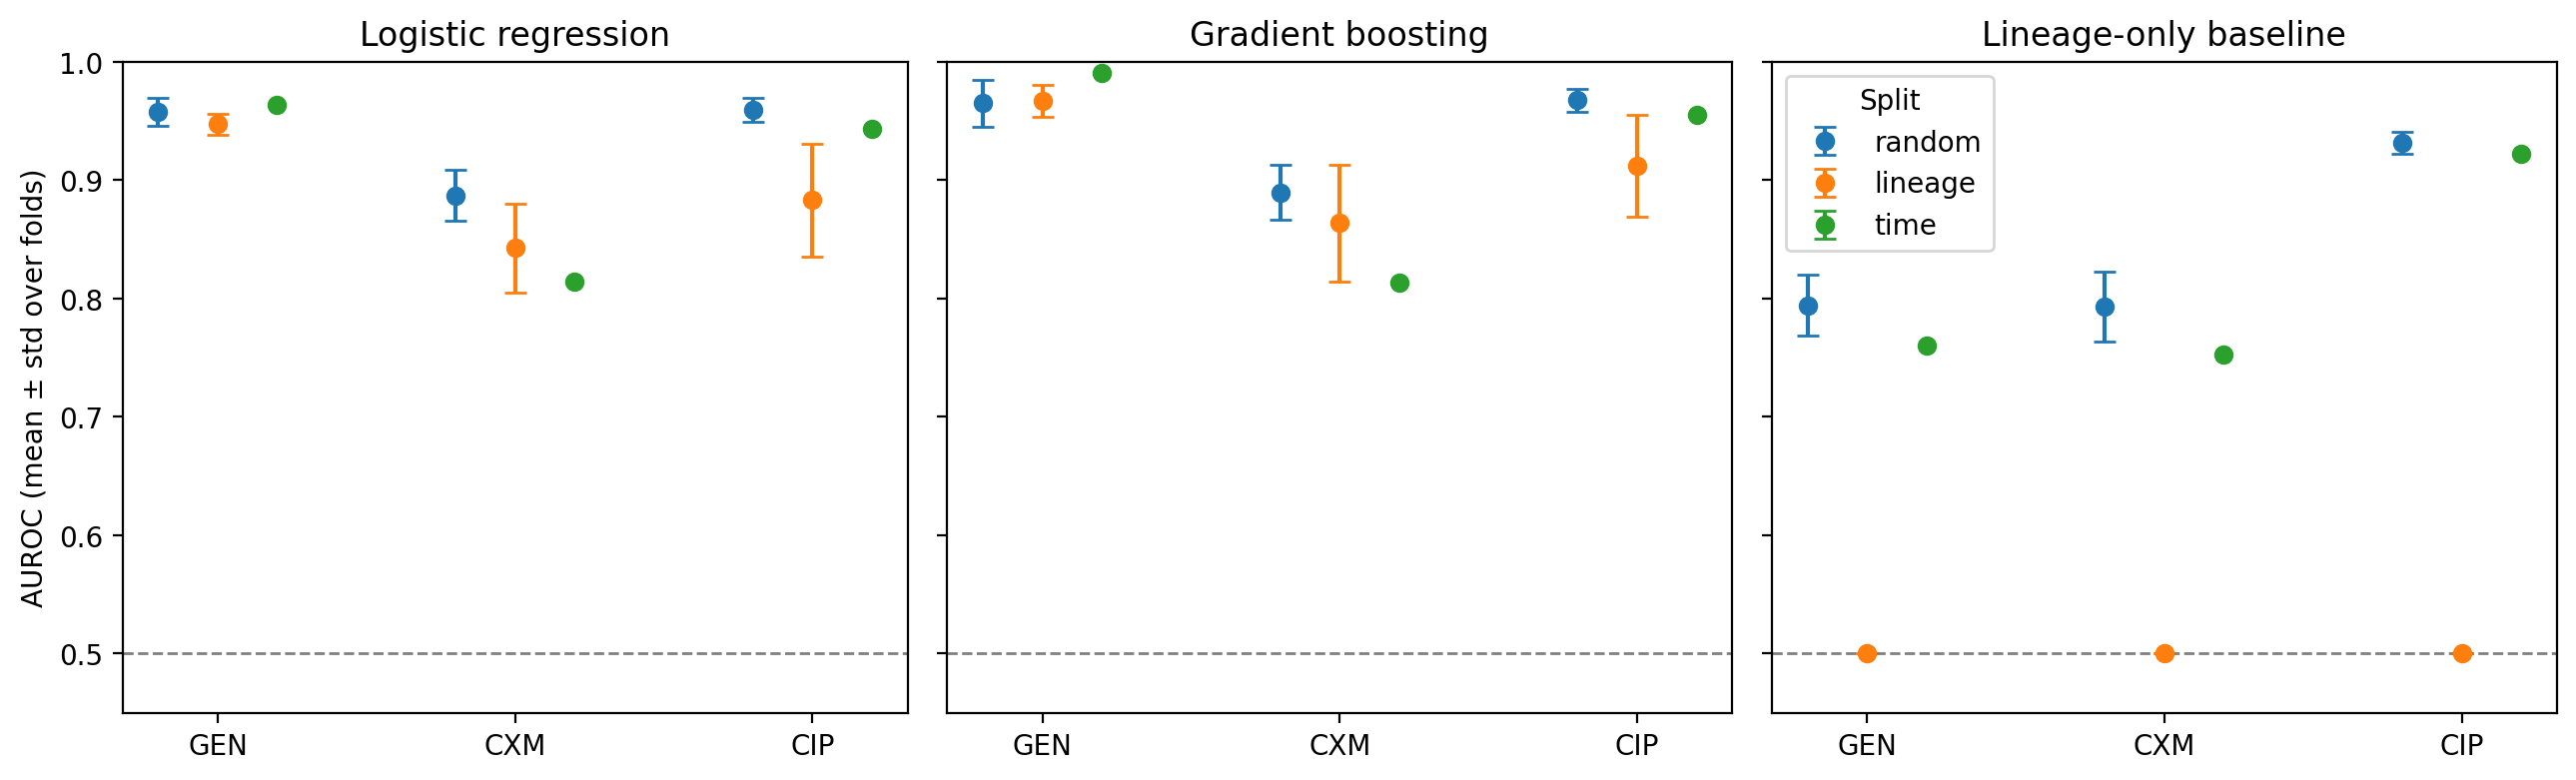 Logistic regression
Gradient boosting
Lineage-only baseline
AUROC (mean ± std over folds)
1.0
0.9
0.8
0.7
0.6
0.5
Split
random
lineage
time
GEN
CXM
CIP
GEN
CXM
CIP
GEN
CXM
CIP